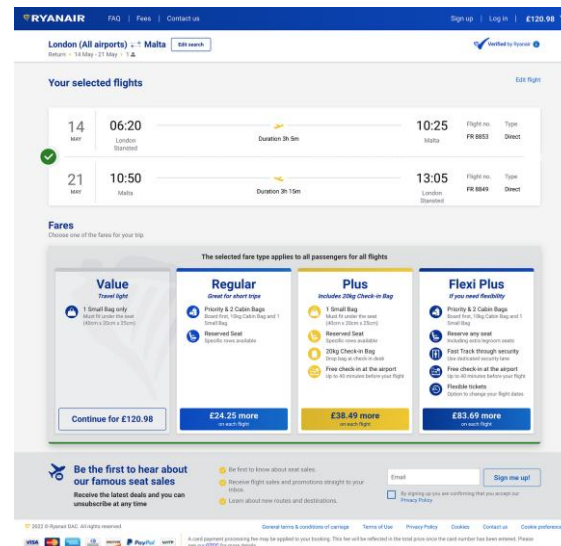 RYANAIR FAQ | Fees | Contact us Sign up | Log in | £120.98
London (All airports) Malta Edit search Verified by Ryanair
Return 14 May - 21 May 1
Your selected flights Edit flight
14 06:20 10:25 Flight no. Type
MAY London Stansted Duration 3h 5m Malta FR 8853 Direct
21 10:50 13:05 Flight no. Type
MAY Malta Duration 3h 15m London Stansted FR 8849 Direct
Fares
Choose one of the fares for your trip
The selected fare type applies to all passengers for all flights
Value
Travel light
1 Small Bag only
Must fit under the seat
(40cm x 20cm x 25cm)
Continue for £120.98
Regular
Great for short trips
Priority & 2 Cabin Bags
Board first, 10kg Cabin Bag and 1
Small Bag
Reserved Seat
Specific rows available
£24.25 more
on each flight
Plus
Includes 20kg Check-in Bag
1 Small Bag
Must fit under the seat
(40cm x 20cm x 25cm)
Reserved Seat
Specific rows available
20kg Check-in Bag
Drop bag at check-in desk
Free check-in at the airport
Up to 40 minutes before your flight
£38.49 more
on each flight
Flexi Plus
If you need flexibility
Priority & 2 Cabin Bags
Board first, 10kg Cabin Bag and 1
Small Bag
Reserve any seat
Including extra legroom seats
Fast Track through security
Use dedicated security lane
Free check-in at the airport
Up to 40 minutes before your flight
Flexible tickets
Option to change your flight dates
£83.69 more
on each flight
Be the first to hear about
our famous seat sales
Receive the latest deals and you can
unsubscribe at any time
Be first to know about seat sales.
Receive flight sales and promotions straight to your
inbox.
Learn about new routes and destinations.
Email
Sign me up!
By signing up you are confirming that you accept our
Privacy Policy
2022 © Ryanair DAC. All rights reserved General terms & conditions of carriage Terms of Use Privacy Policy Cookies Contact us Cookie preferences
VISA PayPal UATP A card payment processing fee may be applied to your booking. This fee will be reflected in the total price once the card number has been entered. Please
for more details